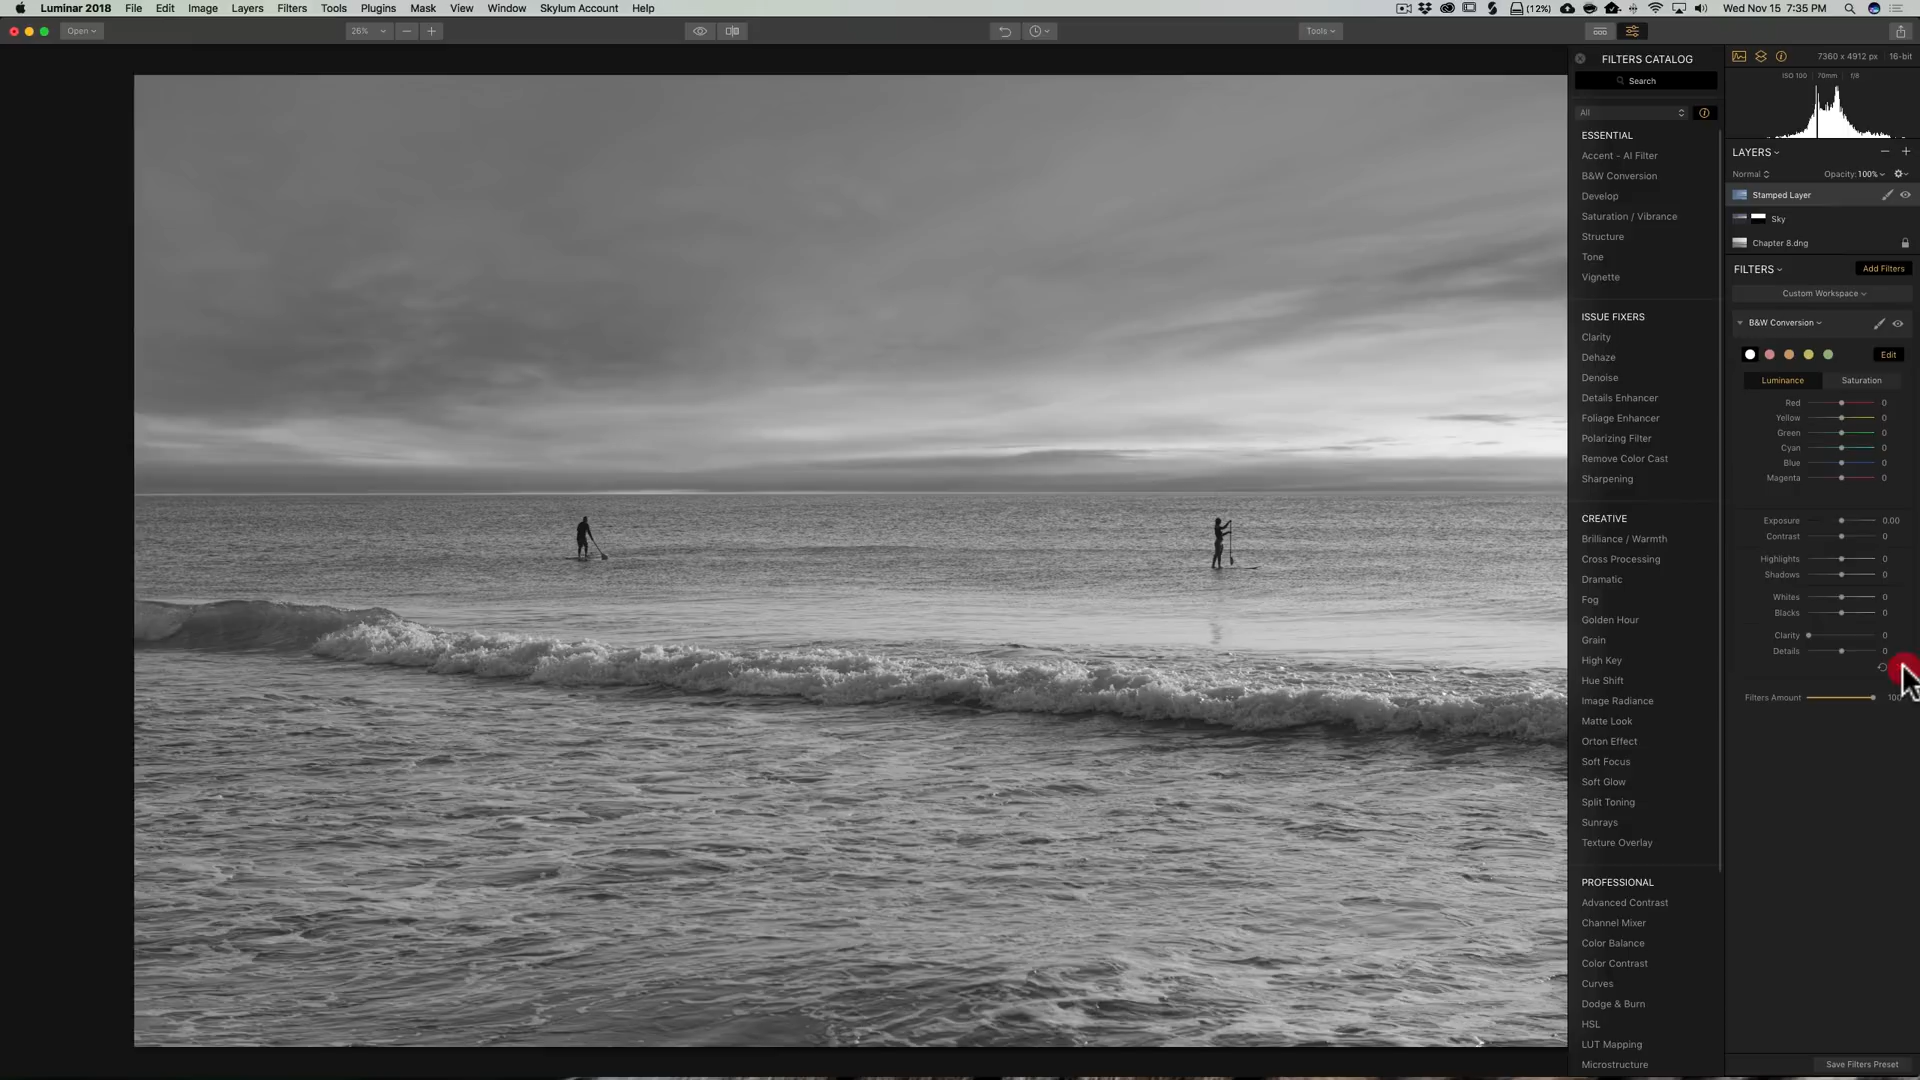 Luminar 2018 File Edit Image Layers Filters Tools Plugins Mask View Window Skylum Account Help (12%) Wed Nov 15 7:35 PM
Open 26% Tools
7360 x 4912 px 16-bit
ISO 100 70mm f/8
FILTERS CATALOG
Search
All
ESSENTIAL
Accent - AI Filter
B&W Conversion
Develop
Saturation / Vibrance
Structure
Tone
Vignette
ISSUE FIXERS
Clarity
Dehaze
Denoise
Details Enhancer
Foliage Enhancer
Polarizing Filter
Remove Color Cast
Sharpening
CREATIVE
Brilliance / Warmth
Cross Processing
Dramatic
Fog
Golden Hour
Grain
High Key
Hue Shift
Image Radiance
Matte Look
Orton Effect
Soft Focus
Soft Glow
Split Toning
Sunrays
Texture Overlay
PROFESSIONAL
Advanced Contrast
Channel Mixer
Color Balance
Color Contrast
Curves
Dodge & Burn
HSL
LUT Mapping
Microstructure
LAYERS
Normal Opacity: 100%
Stamped Layer
Sky
Chapter 8.dng
FILTERS Add Filters
Custom Workspace
B&W Conversion
Edit
Luminance Saturation
Red 0
Yellow 0
Green 0
Cyan 0
Blue 0
Magenta 0
Exposure 0.00
Contrast 0
Highlights 0
Shadows 0
Whites 0
Blacks 0
Clarity 0
Details 0
Filters Amount 100
Save Filters Preset